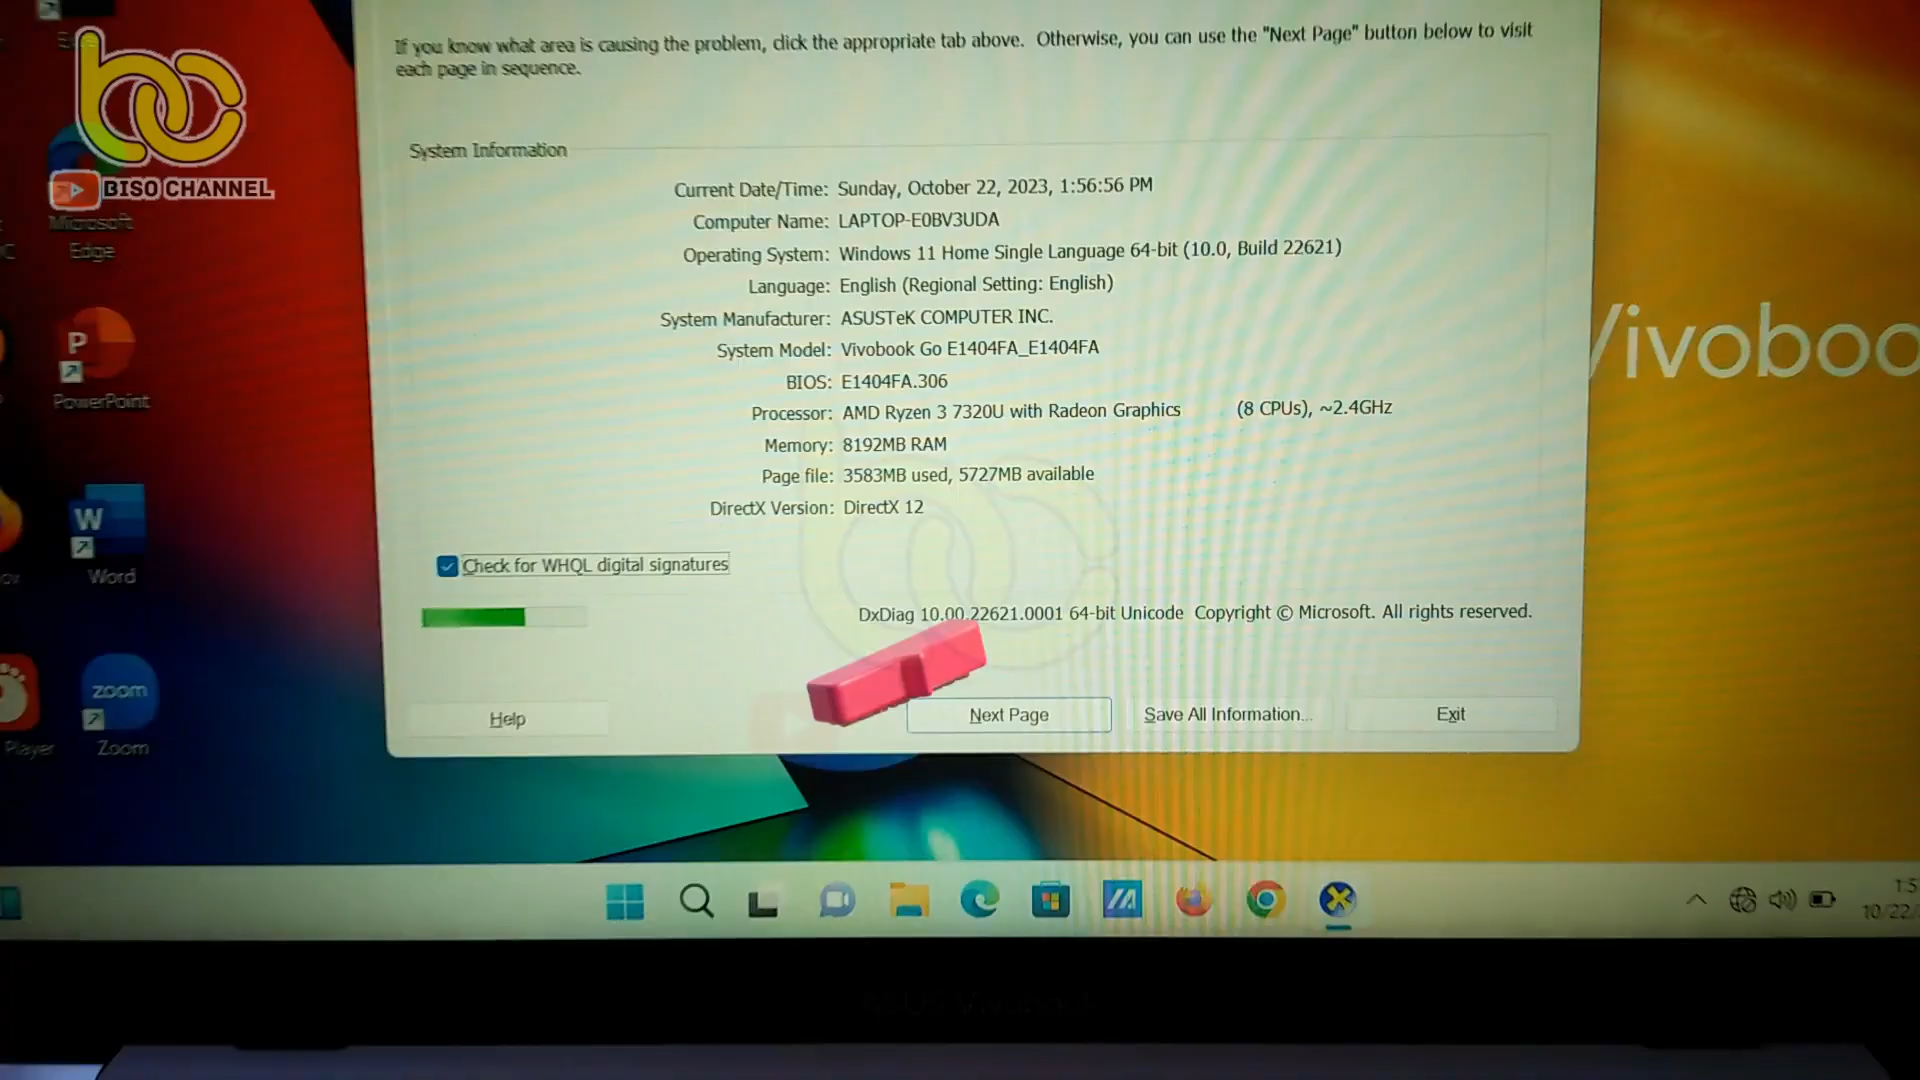 If you know what area is causing the problem, click the appropriate tab above. Otherwise, you can use the "Next Page" button below to visit
each page in sequence.
BISO CHANNEL
System Information
Current Date/Time: Sunday, October 22, 2023, 1:56:56 PM
Computer Name: LAPTOP-E0BV3UDA
Operating System: Windows 11 Home Single Language 64-bit (10.0, Build 22621)
Language: English (Regional Setting: English)
System Manufacturer: ASUSTeK COMPUTER INC.
System Model: Vivobook Go E1404FA_E1404FA
BIOS: E1404FA.306
Processor: AMD Ryzen 3 7320U with Radeon Graphics (8 CPUs), ~2.4GHz
Memory: 8192MB RAM
Page file: 3583MB used, 5727MB available
DirectX Version: DirectX 12
Check for WHQL digital signatures
DxDiag 10.00.22621.0001 64-bit Unicode Copyright © Microsoft. All rights reserved.
Help
Next Page
Save All Information...
Exit
Microsoft
Edge
P
PowerPoint
W
Word
zoom
Player
Zoom
Vivoboo
1:5
10/22/